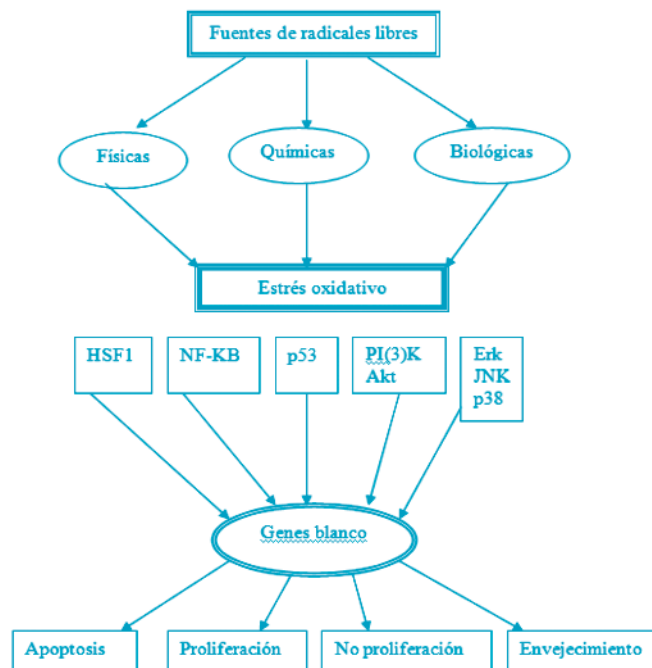 Fuentes de radicales libres
Físicas
Químicas
Biológicas
Estrés oxidativo
HSF1
NF-KB
p53
PI(3)K
Akt
Erk
JNK
p38
Genes blanco
Apoptosis
Proliferación
No proliferación
Envejecimiento